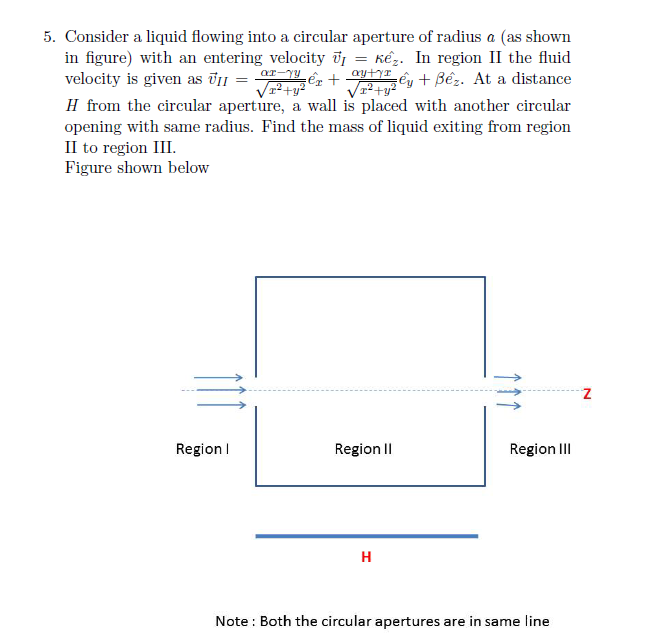 5. Consider a liquid flowing into a circular aperture of radius a (as shown
in figure) with an entering velocity v⃗_I = κê_z. In region II the fluid
velocity is given as v⃗_II = \frac{αx−γy}{\sqrt{x²+y²}}ê_x + \frac{αy+γx}{\sqrt{x²+y²}}ê_y + βê_z. At a distance
H from the circular aperture, a wall is placed with another circular
opening with same radius. Find the mass of liquid exiting from region
II to region III.
Figure shown below
Z
Region I Region II Region III
H
Note : Both the circular apertures are in same line